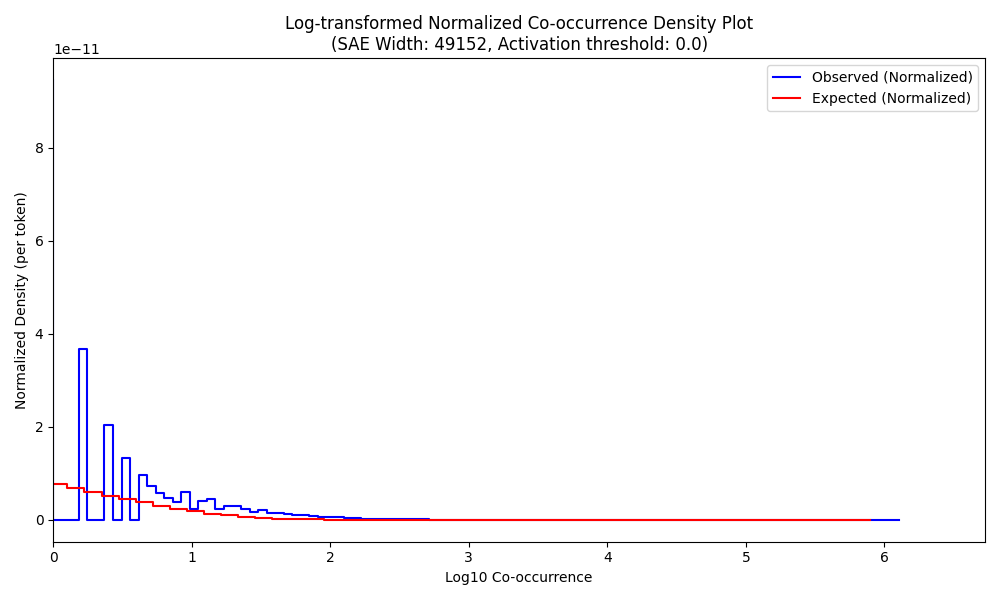 Log-transformed Normalized Co-occurrence Density Plot
(SAE Width: 49152, Activation threshold: 0.0)
1e−11
Observed (Normalized)
Expected (Normalized)
8
6
4
2
0
Normalized Density (per token)
0 1 2 3 4 5 6
Log10 Co-occurrence